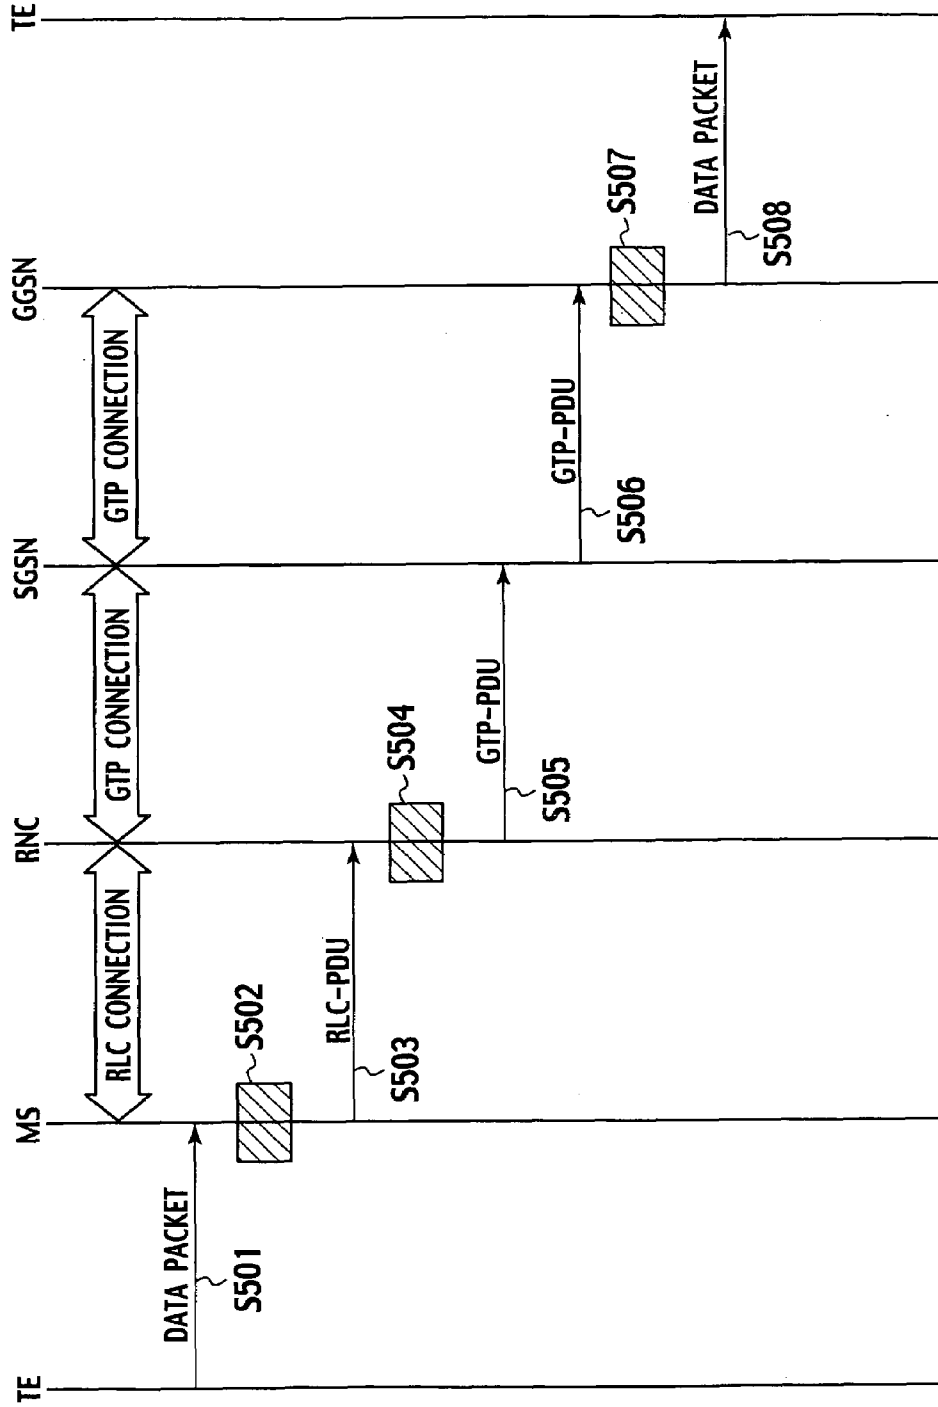 TE
MS
RNC
SGSN
GGSN
TE
RLC CONNECTION
GTP CONNECTION
GTP CONNECTION
DATA PACKET
S501
S502
RLC-PDU
S503
S504
GTP-PDU
S505
GTP-PDU
S506
S507
DATA PACKET
S508